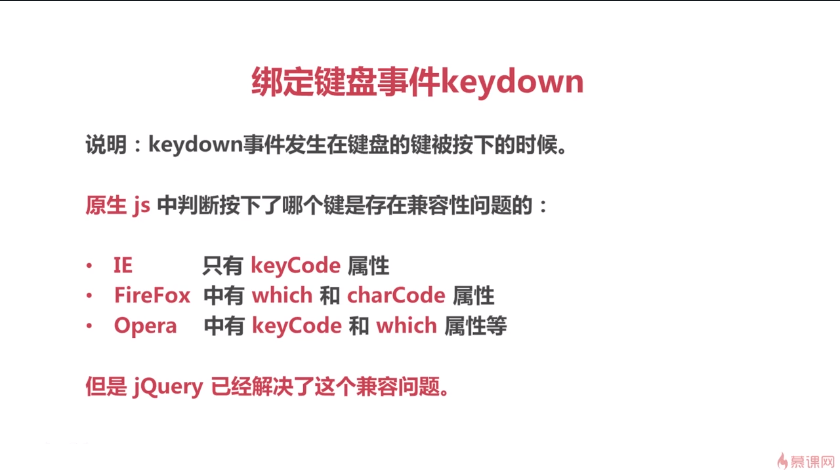 绑定键盘事件keydown
说明：keydown事件发生在键盘的键被按下的时候。
原生 js 中判断按下了哪个键是存在兼容性问题的：
• IE 只有 keyCode 属性
• FireFox 中有 which 和 charCode 属性
• Opera 中有 keyCode 和 which 属性等
但是 jQuery 已经解决了这个兼容问题。
慕课网